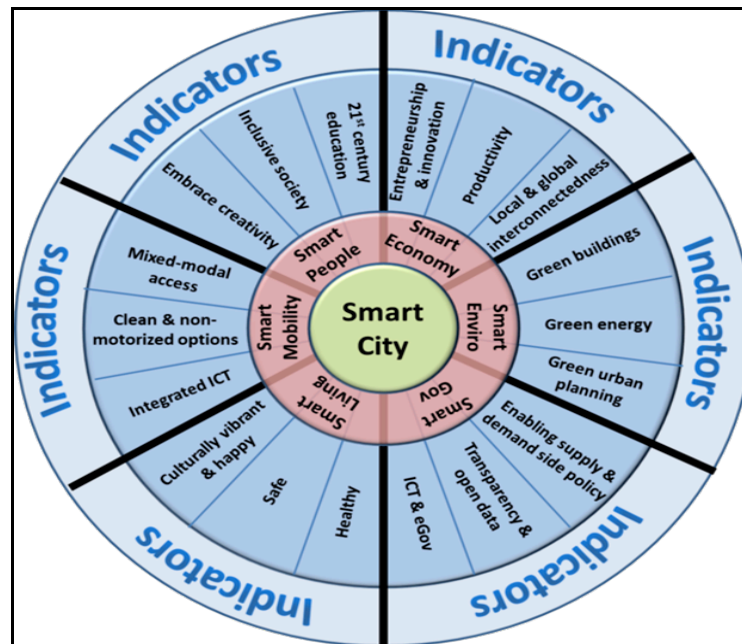 Indicators
Entrepreneurship
& innovation
Productivity
Local & global
interconnectedness
Smart
Economy
Indicators
Green buildings
Green energy
Green urban
planning
Smart
Enviro
Indicators
Enabling supply &
demand side policy
Transparency &
open data
ICT & eGov
Smart
Gov
Indicators
Healthy
Safe
Culturally vibrant
& happy
Smart
Living
Indicators
Integrated ICT
Clean & non-
motorized options
Mixed-modal
access
Smart
Mobility
Indicators
Embrace creativity
Inclusive society
21st century
education
Smart
People
Smart
City